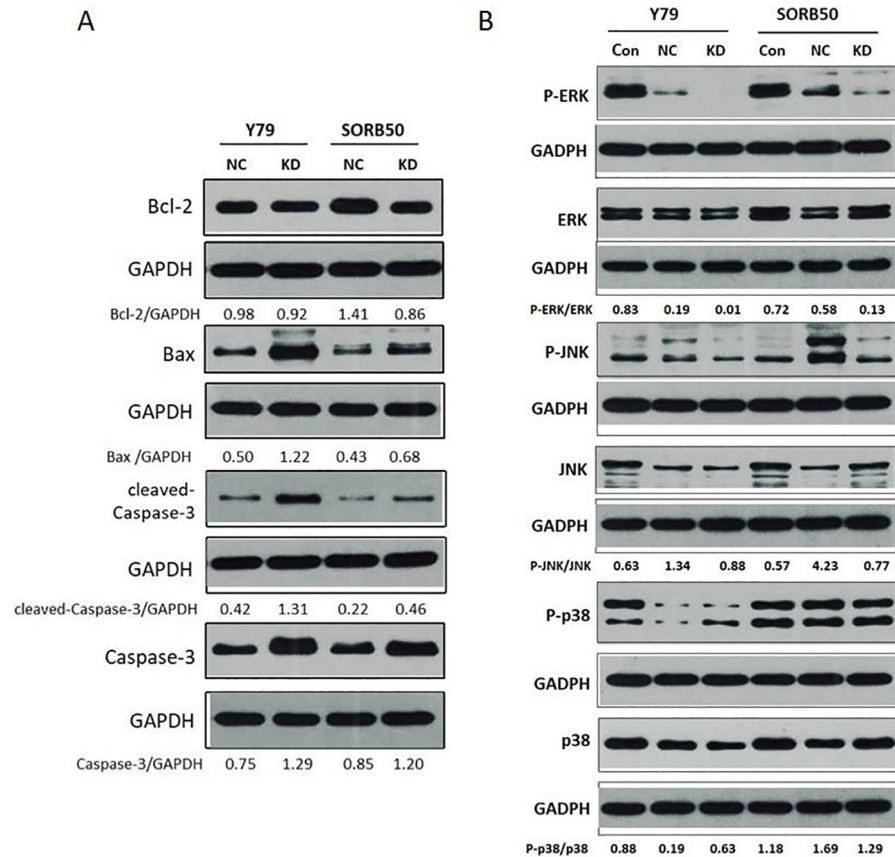 A
Y79 SORB50
NC KD NC KD
Bcl-2
GAPDH
Bcl-2/GAPDH 0.98 0.92 1.41 0.86
Bax
GAPDH
Bax /GAPDH 0.50 1.22 0.43 0.68
cleaved-
Caspase-3
GAPDH
cleaved-Caspase-3/GAPDH 0.42 1.31 0.22 0.46
Caspase-3
GAPDH
Caspase-3/GAPDH 0.75 1.29 0.85 1.20
B
Y79 SORB50
Con NC KD Con NC KD
P-ERK
GADPH
ERK
GADPH
P-ERK/ERK 0.83 0.19 0.01 0.72 0.58 0.13
P-JNK
GADPH
JNK
GADPH
P-JNK/JNK 0.63 1.34 0.88 0.57 4.23 0.77
P-p38
GADPH
p38
GADPH
P-p38/p38 0.88 0.19 0.63 1.18 1.69 1.29